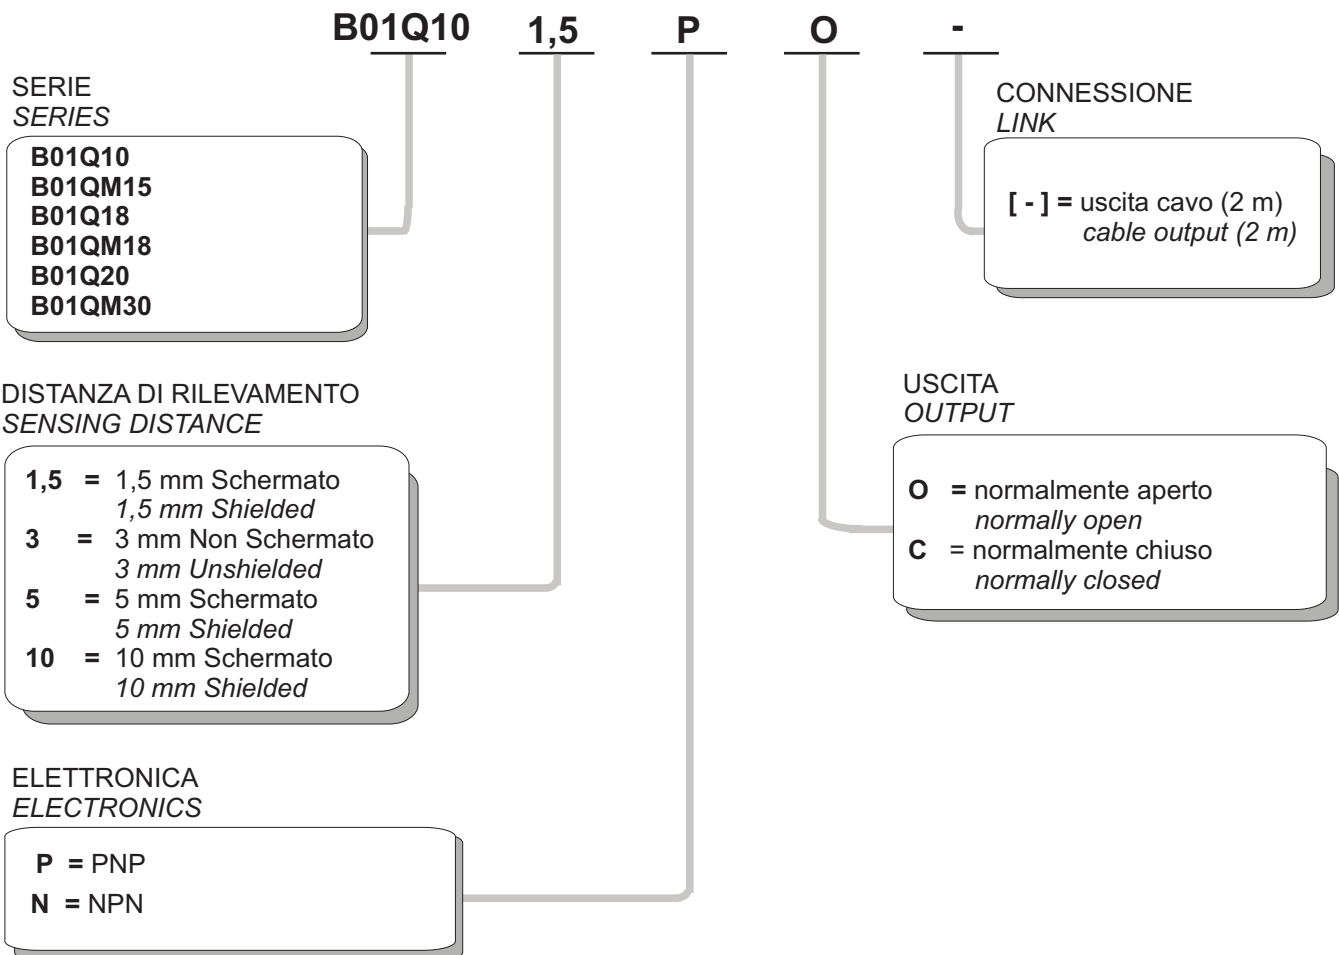 B01Q10 1,5 P O -
SERIE
SERIES
B01Q10
B01QM15
B01Q18
B01QM18
B01Q20
B01QM30
CONNESSIONE
LINK
[ - ] = uscita cavo (2 m)
cable output (2 m)
DISTANZA DI RILEVAMENTO
SENSING DISTANCE
1,5 = 1,5 mm Schermato
1,5 mm Shielded
3 = 3 mm Non Schermato
3 mm Unshielded
5 = 5 mm Schermato
5 mm Shielded
10 = 10 mm Schermato
10 mm Shielded
USCITA
OUTPUT
O = normalmente aperto
normally open
C = normalmente chiuso
normally closed
ELETTRONICA
ELECTRONICS
P = PNP
N = NPN